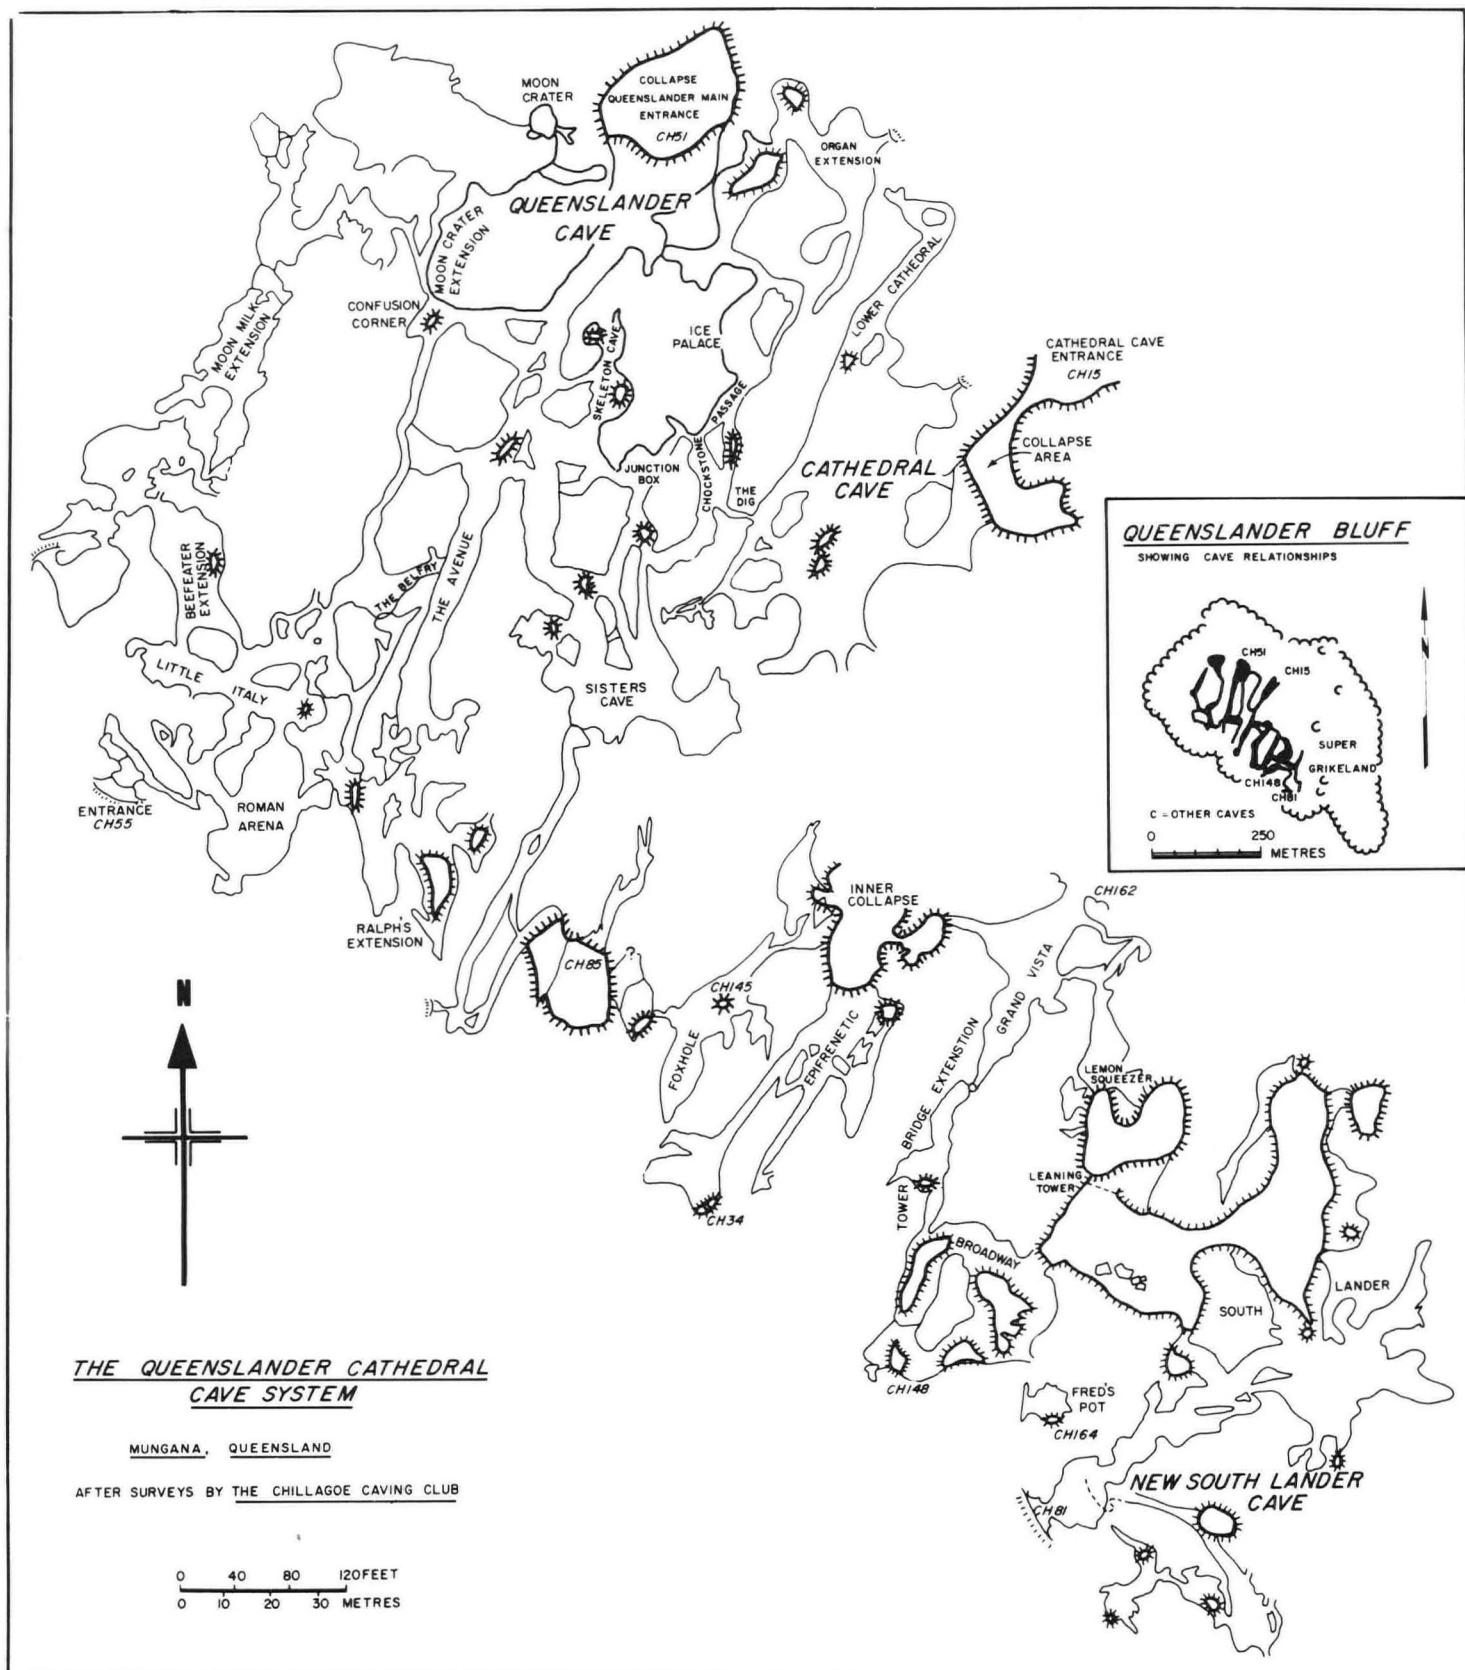 MOON
CRATER
COLLAPSE
QUEENSLANDER MAIN
ENTRANCE
CH51
ORGAN
EXTENSION
QUEENSLANDER
CAVE
MOON CRATER
EXTENSION
LOWER CATHEDRAL
CONFUSION
CORNER
MOON MILK
EXTENSION
SKELETON CAVE
ICE
PALACE
CATHEDRAL CAVE
ENTRANCE
CH15
COLLAPSE
AREA
CHOCKSTONE PASSAGE
JUNCTION
BOX
THE
DIG
CATHEDRAL
CAVE
QUEENSLANDER BLUFF
SHOWING CAVE RELATIONSHIPS
N
CH51
CH15
C
C
C
SUPER
GRIKELAND
CH148
C
C
CH81
C = OTHER CAVES
0 250
METRES
BEEFEATER
EXTENSION
THE BELFRY
THE AVENUE
LITTLE ITALY
SISTERS
CAVE
ENTRANCE
CH55
ROMAN
ARENA
RALPH'S
EXTENSION
CH85
?
INNER
COLLAPSE
CH162
CH145
FOXHOLE
EPIFRENETIC
GRAND VISTA
TOWER BRIDGE EXTENSTION
LEMON
SQUEEZER
LEANING
TOWER
CH34
BROADWAY
SOUTH LANDER
CH148
FRED'S
POT
CH164
NEW SOUTH LANDER
CAVE
CH81
N
THE QUEENSLANDER CATHEDRAL
CAVE SYSTEM
MUNGANA, QUEENSLAND
AFTER SURVEYS BY THE CHILLAGOE CAVING CLUB
0 40 80 120FEET
0 10 20 30 METRES